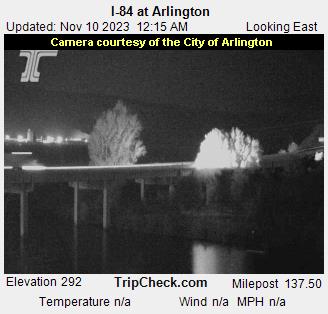 I-84 at Arlington
Updated: Nov 10 2023 12:15 AM Looking East
Camera courtesy of the City of Arlington
Elevation 292 TripCheck.com Milepost 137.50
Temperature n/a Wind n/a MPH n/a